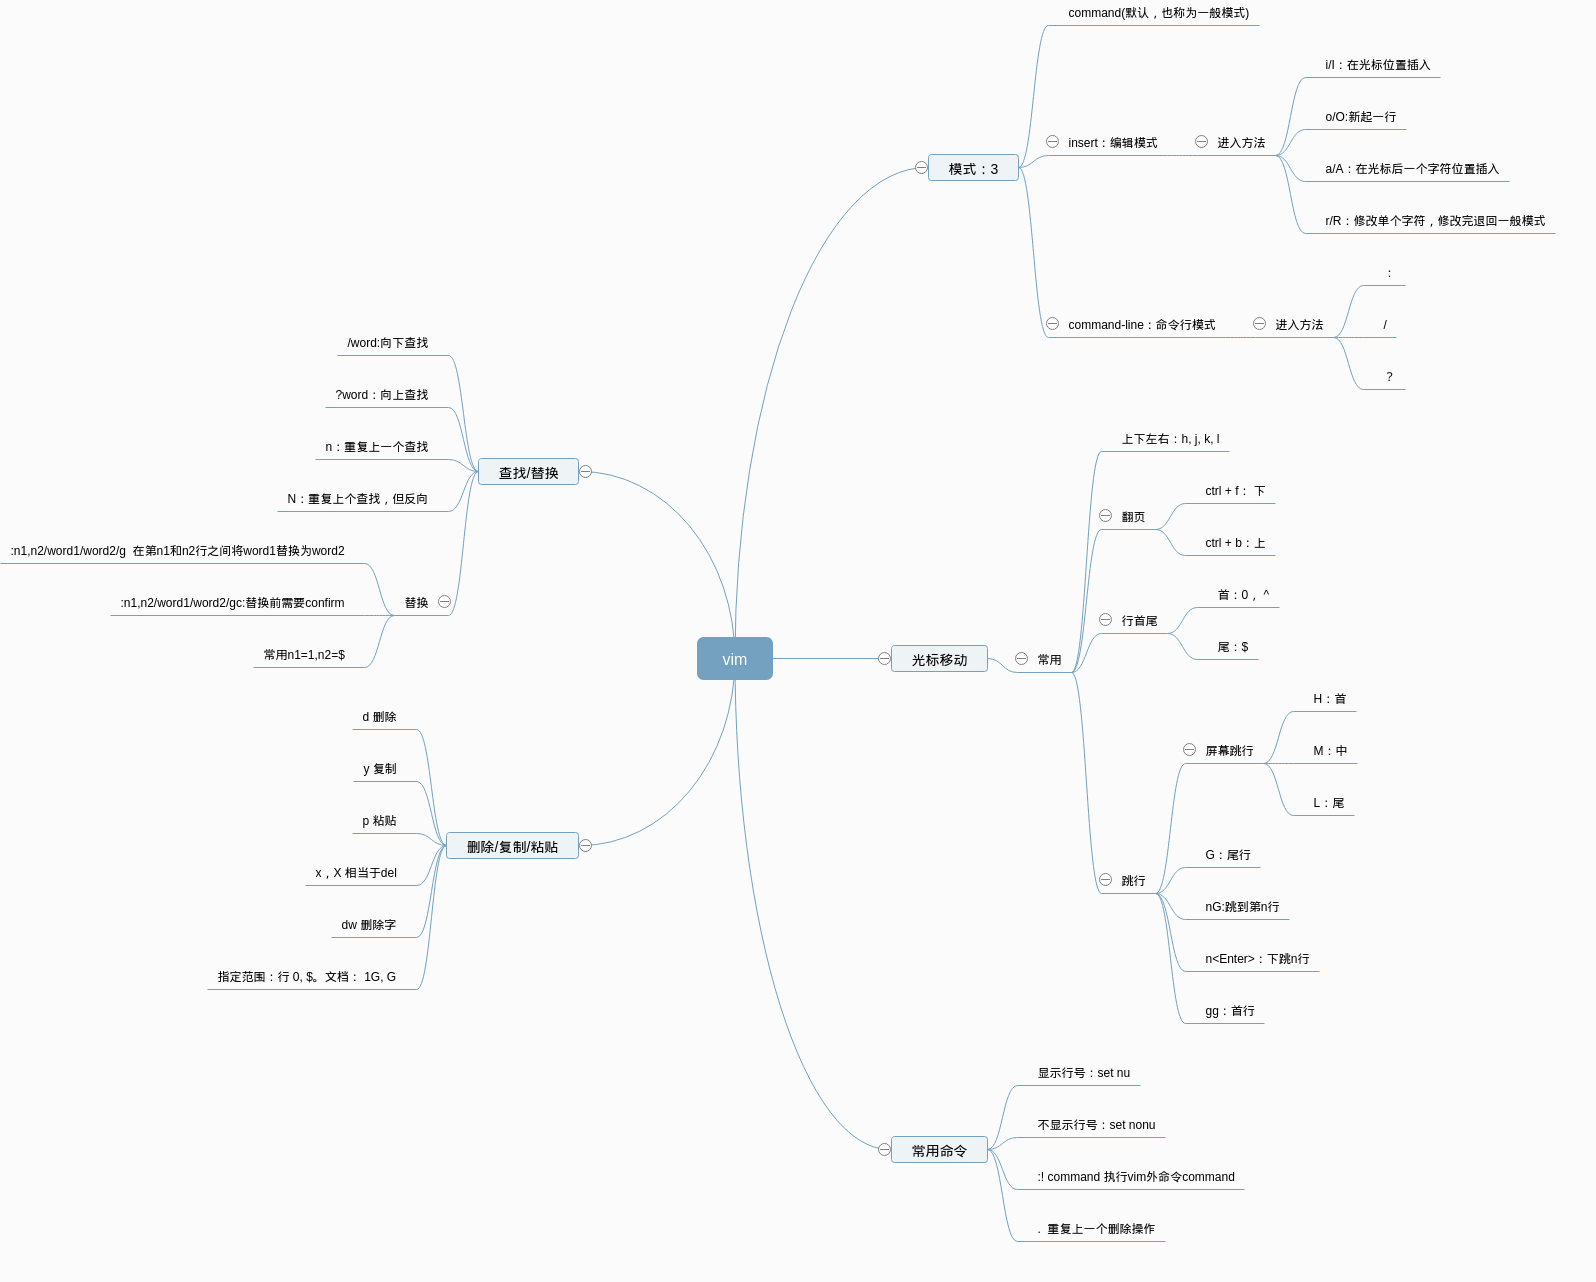 vim
模式：3
command(默认，也称为一般模式)
insert：编辑模式
进入方法
i/I：在光标位置插入
o/O:新起一行
a/A：在光标后一个字符位置插入
r/R：修改单个字符，修改完退回一般模式
command-line：命令行模式
进入方法
：
/
？
光标移动
常用
上下左右：h, j, k, l
翻页
ctrl + f： 下
ctrl + b：上
行首尾
首：0， ^
尾：$
跳行
屏幕跳行
H：首
M：中
L：尾
G：尾行
nG:跳到第n行
n<Enter>：下跳n行
gg：首行
常用命令
显示行号：set nu
不显示行号：set nonu
:! command 执行vim外命令command
.  重复上一个删除操作
查找/替换
/word:向下查找
?word：向上查找
n：重复上一个查找
N：重复上个查找，但反向
替换
:n1,n2/word1/word2/g  在第n1和n2行之间将word1替换为word2
:n1,n2/word1/word2/gc:替换前需要confirm
常用n1=1,n2=$
删除/复制/粘贴
d 删除
y 复制
p 粘贴
x，X 相当于del
dw 删除字
指定范围：行 0, $。文档： 1G, G